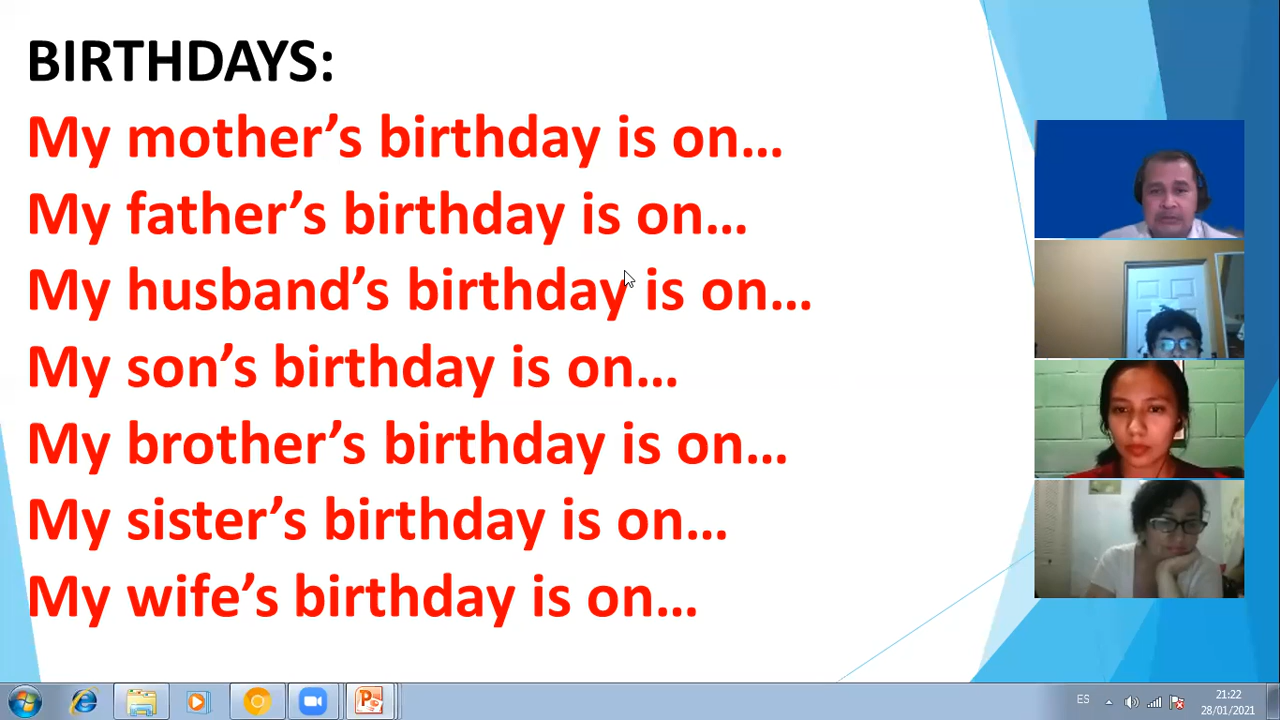 BIRTHDAYS:
My mother’s birthday is on…
My father’s birthday is on…
My husband’s birthday is on…
My son’s birthday is on…
My brother’s birthday is on…
My sister’s birthday is on…
My wife’s birthday is on…
ES
21:22
28/01/2021